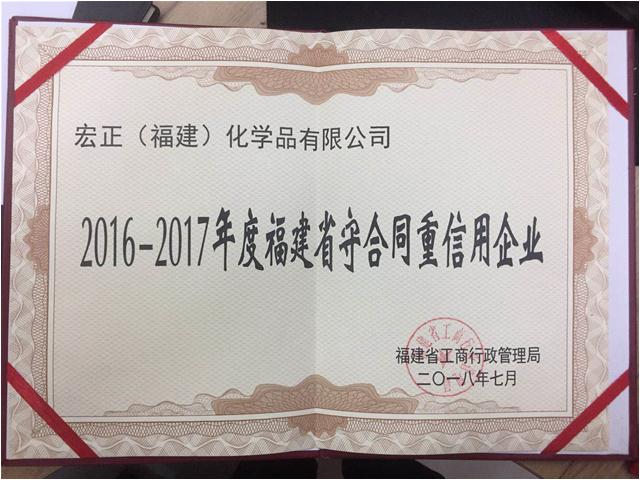 宏正（福建）化学品有限公司
2016-2017年度福建省守合同重信用企业
福建省工商行政管理局
二〇一八年七月